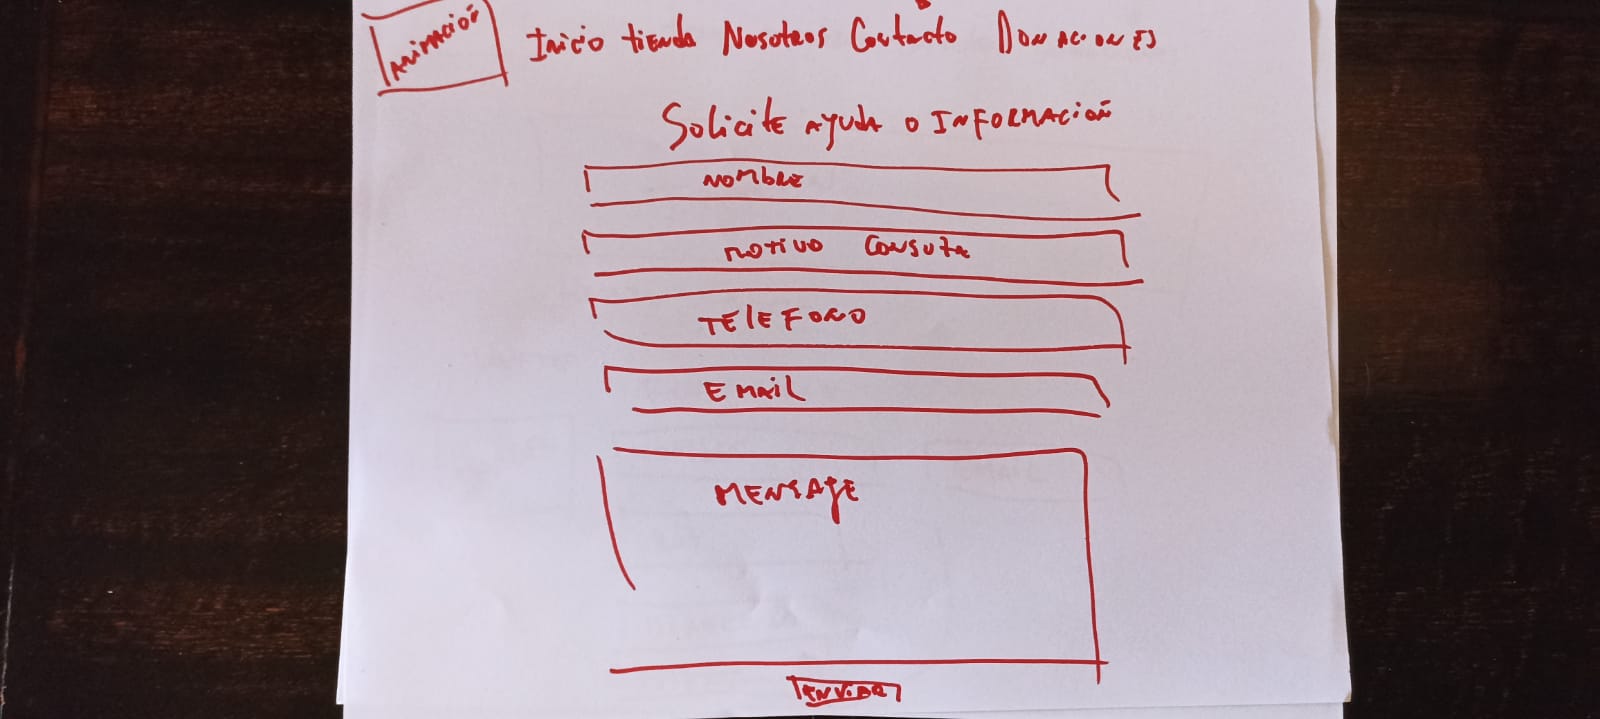 ANIMACIÓN Inicio tienda Nosotros Contacto DONACIONES
Solicite AYUDA O INFORMACIÓN
NOMBRE
MOTIVO CONSULTA
TELEFONO
EMAIL
MENSAJE
ENVIAR